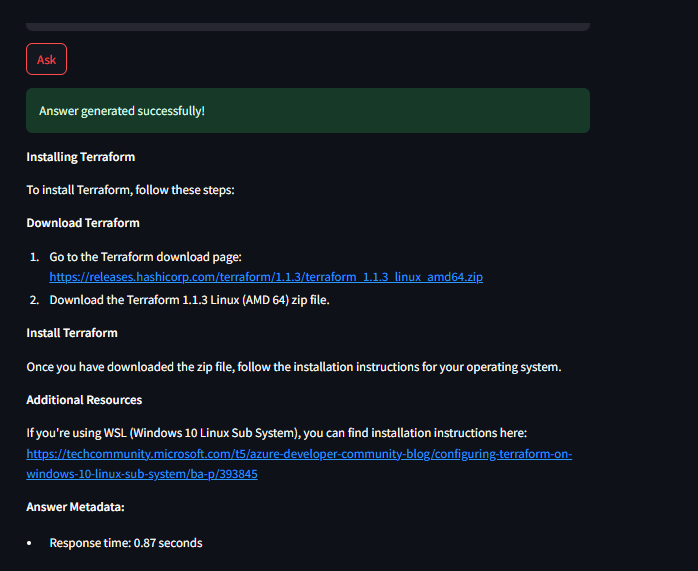 Ask
Answer generated successfully!
Installing Terraform
To install Terraform, follow these steps:
Download Terraform
1. Go to the Terraform download page:
https://releases.hashicorp.com/terraform/1.1.3/terraform_1.1.3_linux_amd64.zip
2. Download the Terraform 1.1.3 Linux (AMD 64) zip file.
Install Terraform
Once you have downloaded the zip file, follow the installation instructions for your operating system.
Additional Resources
If you're using WSL (Windows 10 Linux Sub System), you can find installation instructions here:
https://techcommunity.microsoft.com/t5/azure-developer-community-blog/configuring-terraform-on-
windows-10-linux-sub-system/ba-p/393845
Answer Metadata:
• Response time: 0.87 seconds